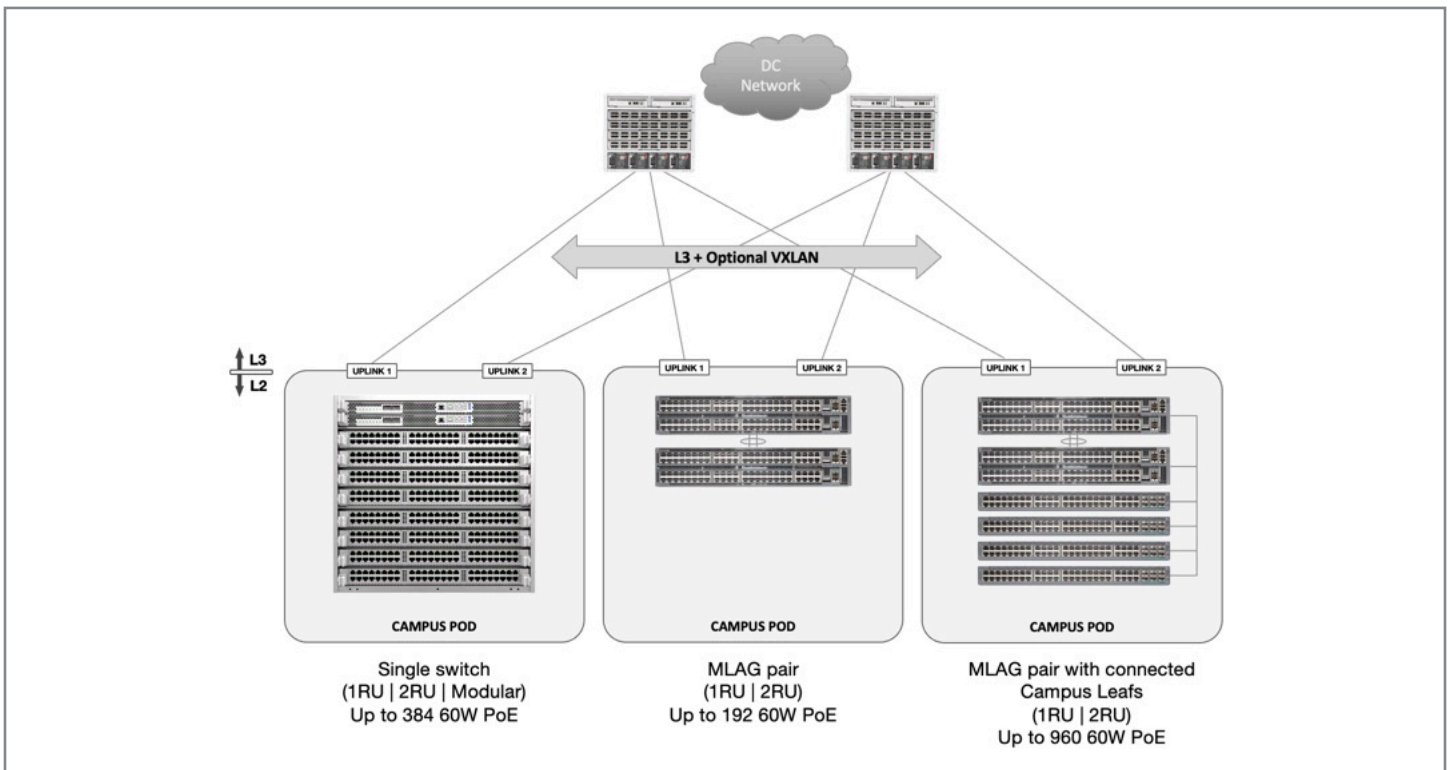 DC
Network
L3 + Optional VXLAN
L3
L2
UPLINK 1
UPLINK 2
UPLINK 1
UPLINK 2
UPLINK 1
UPLINK 2
CAMPUS POD
CAMPUS POD
CAMPUS POD
Single switch
(1RU | 2RU | Modular)
Up to 384 60W PoE
MLAG pair
(1RU | 2RU)
Up to 192 60W PoE
MLAG pair with connected
Campus Leafs
(1RU | 2RU)
Up to 960 60W PoE